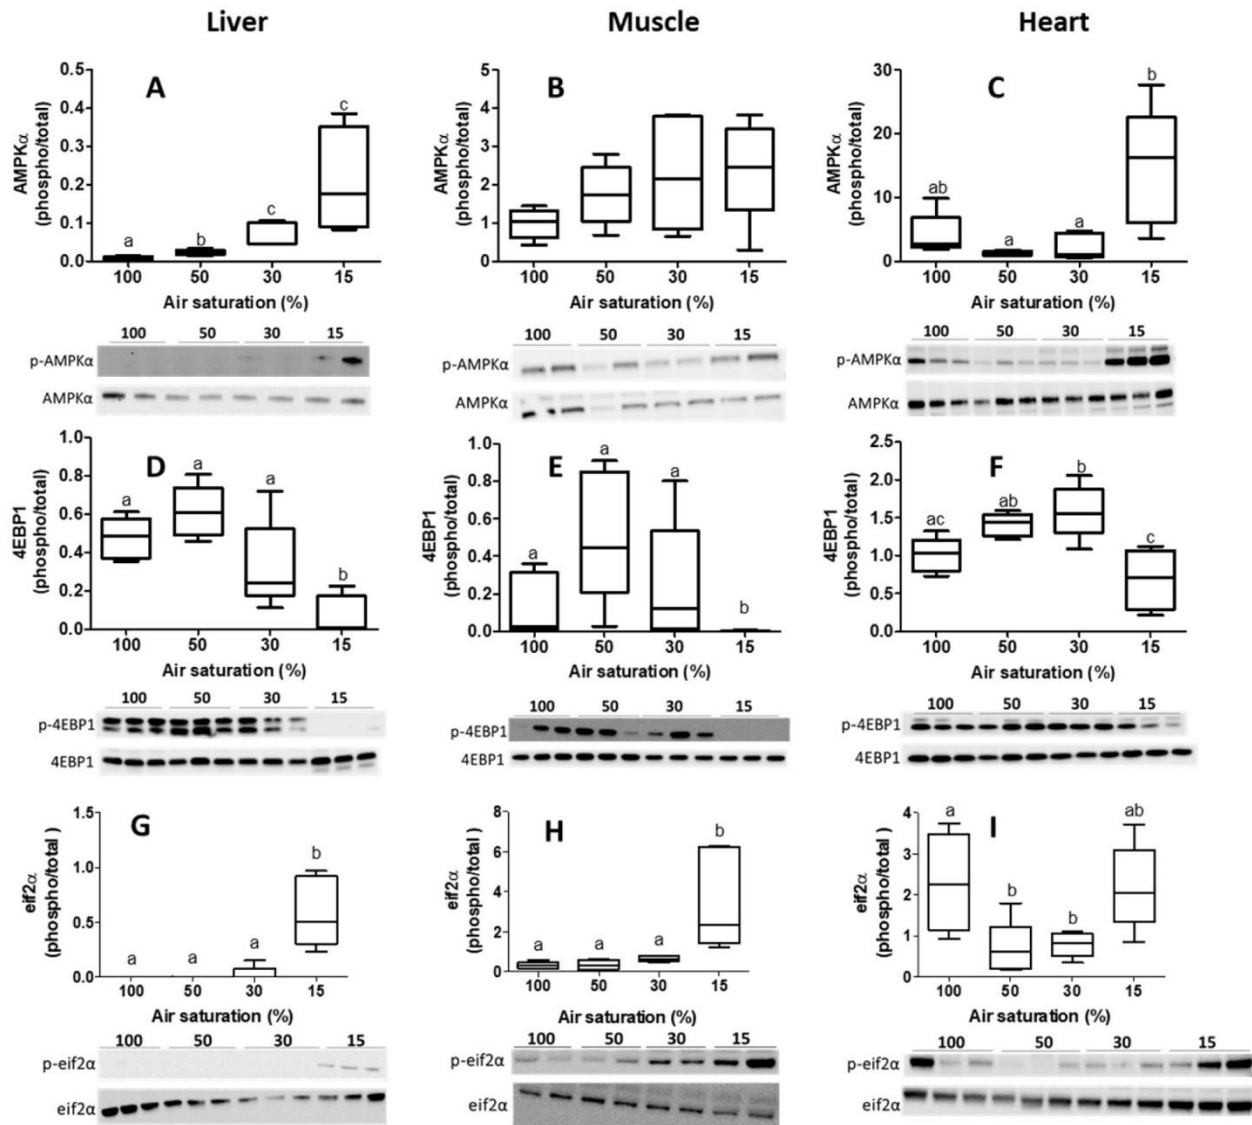 Liver Muscle Heart
A
AMPKα
(phospho/total)
0.5
0.4
0.3
0.2
0.1
0.0
a b c c
100 50 30 15
Air saturation (%)
100 50 30 15
p-AMPKα
AMPKα
B
AMPKα
(phospho/total)
5
4
3
2
1
0
100 50 30 15
Air saturation (%)
100 50 30 15
p-AMPKα
AMPKα
C
AMPKα
(phospho/total)
30
20
10
0
ab a a b
100 50 30 15
Air saturation (%)
100 50 30 15
p-AMPKα
AMPKα
D
4EBP1
(phospho/total)
1.0
0.8
0.6
0.4
0.2
0.0
a a a b
100 50 30 15
Air saturation (%)
100 50 30 15
p-4EBP1
4EBP1
E
4EBP1
(phospho/total)
1.0
0.8
0.6
0.4
0.2
0.0
a a a b
100 50 30 15
Air saturation (%)
100 50 30 15
p-4EBP1
4EBP1
F
4EBP1
(phospho/total)
2.5
2.0
1.5
1.0
0.5
0.0
ac ab b c
100 50 30 15
Air saturation (%)
100 50 30 15
p-4EBP1
4EBP1
G
eif2α
(phospho/total )
1.5
1.0
0.5
0.0
a a a b
100 50 30 15
Air saturation (%)
100 50 30 15
p-eif2α
eif2α
H
eif2α
(phospho/total )
8
6
4
2
0
a a a b
100 50 30 15
Air saturation (%)
100 50 30 15
p-eif2α
eif2α
I
eif2α
(phospho/total )
4
3
2
1
0
a b b ab
100 50 30 15
Air saturation (%)
100 50 30 15
p-eif2α
eif2α